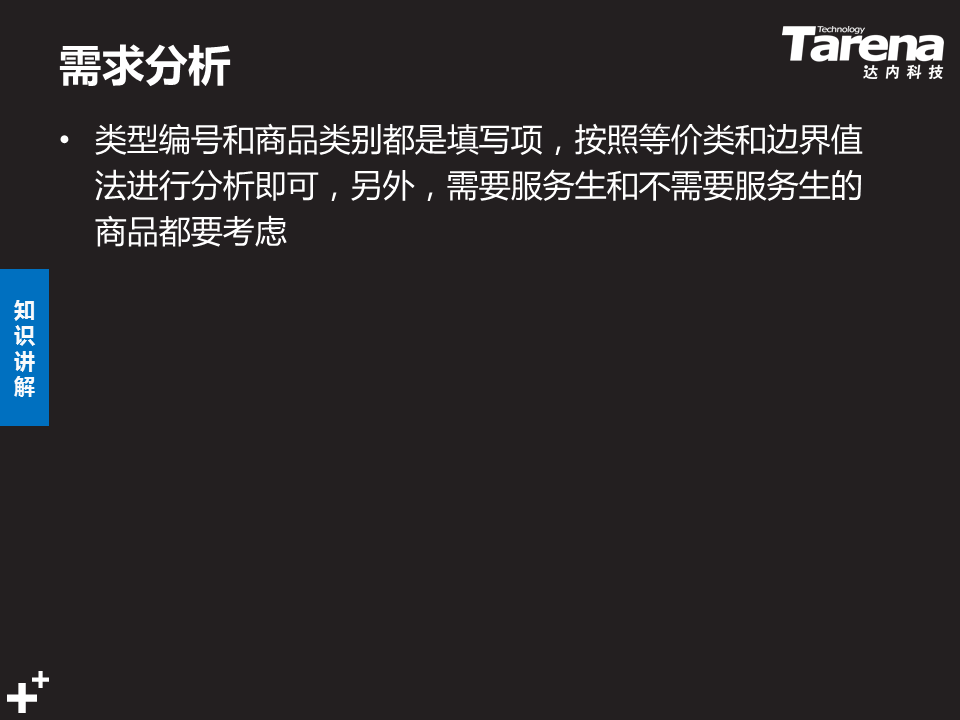 需求分析
Technology
Tarena
达内科技
• 类型编号和商品类别都是填写项，按照等价类和边界值
法进行分析即可，另外，需要服务生和不需要服务生的
商品都要考虑
知
识
讲
解